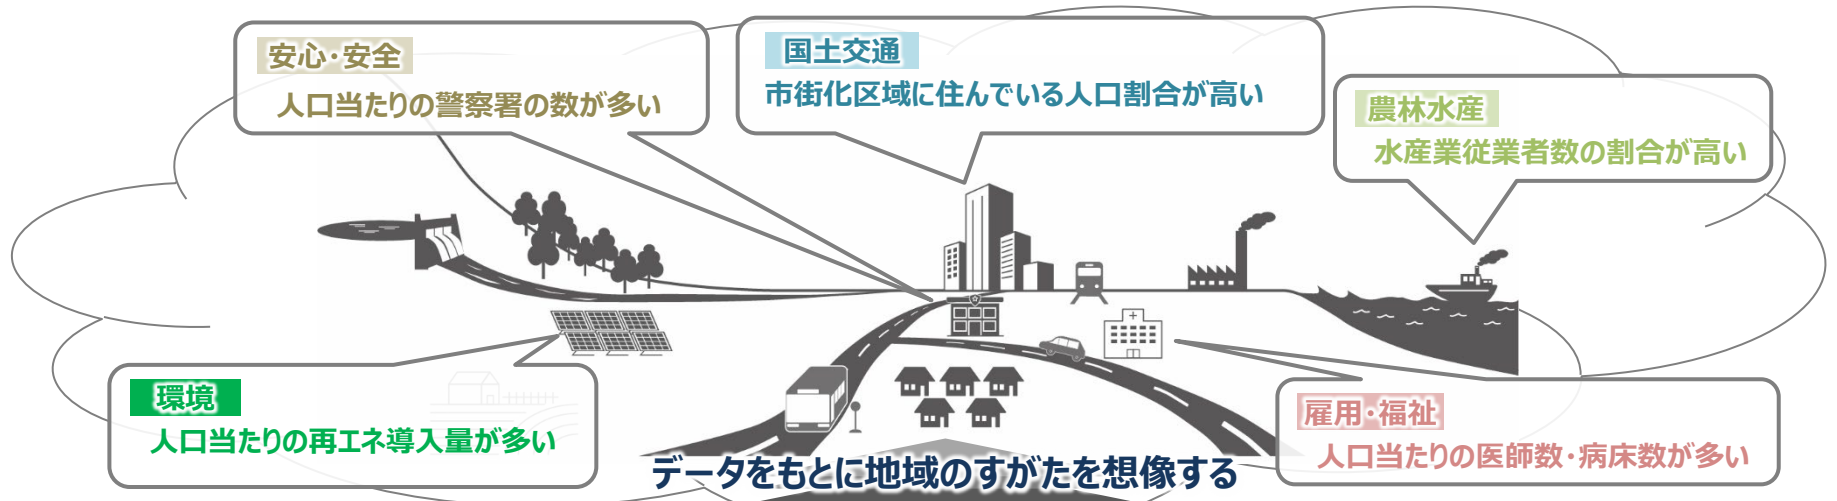 安心・安全
人口当たりの警察署の数が多い
国土交通
市街化区域に住んでいる人口割合が高い
農林水産
水産業従業者数の割合が高い
環境
人口当たりの再エネ導入量が多い
雇用・福祉
人口当たりの医師数・病床数が多い
データをもとに地域のすがたを想像する